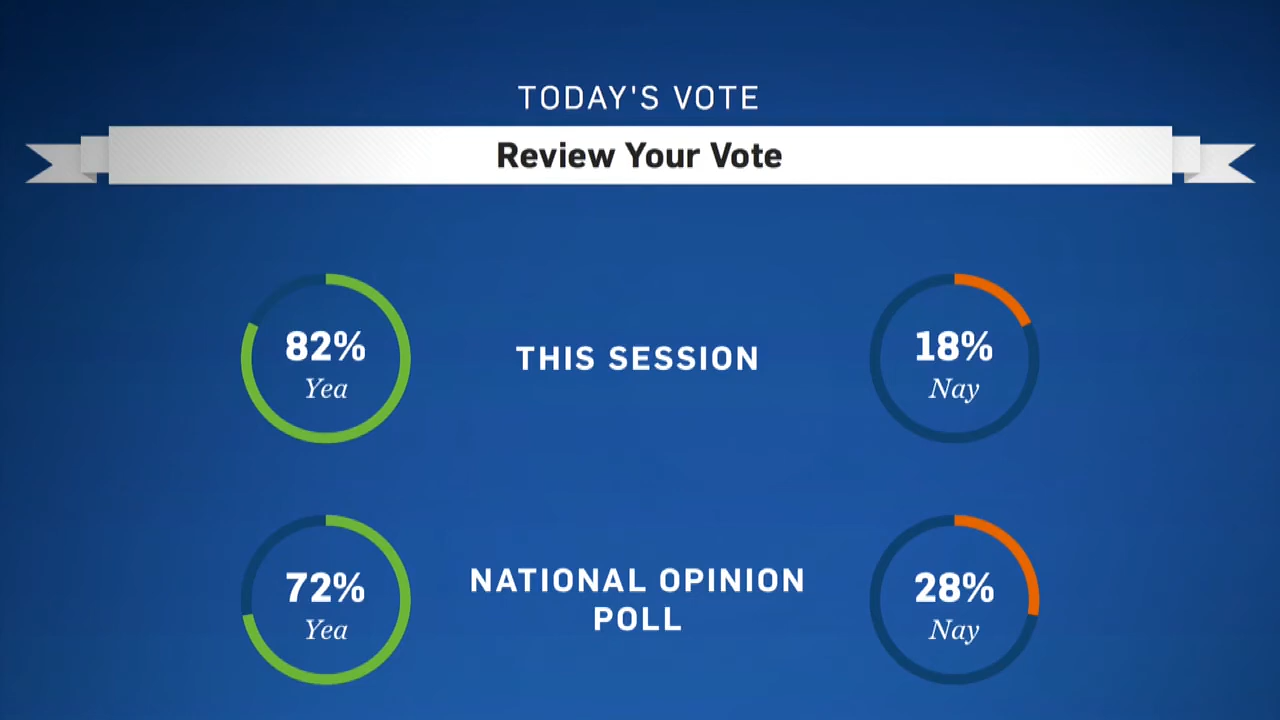 TODAY'S VOTE
Review Your Vote
82%
Yea
THIS SESSION
18%
Nay
72%
Yea
NATIONAL OPINION
POLL
28%
Nay